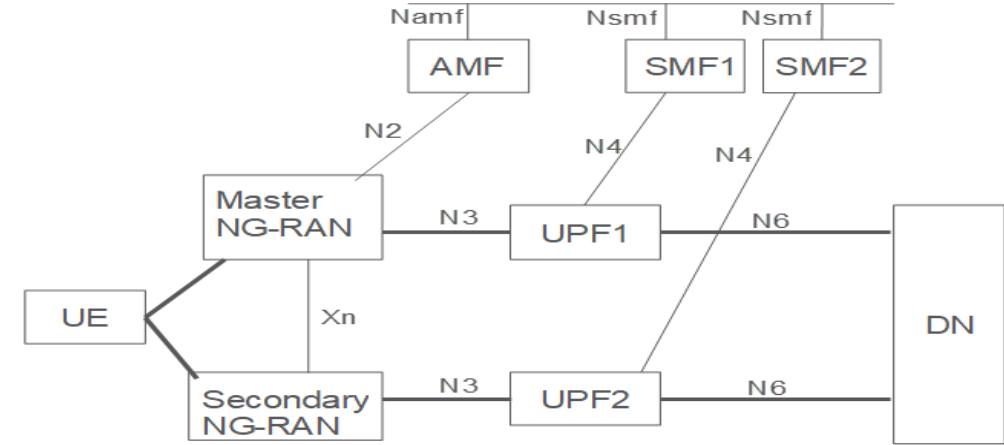 Namf
Nsmf
Nsmf
AMF
SMF1
SMF2
N2
N4
N4
Master
NG-RAN
N3
UPF1
N6
UE
Xn
DN
Secondary
NG-RAN
N3
UPF2
N6